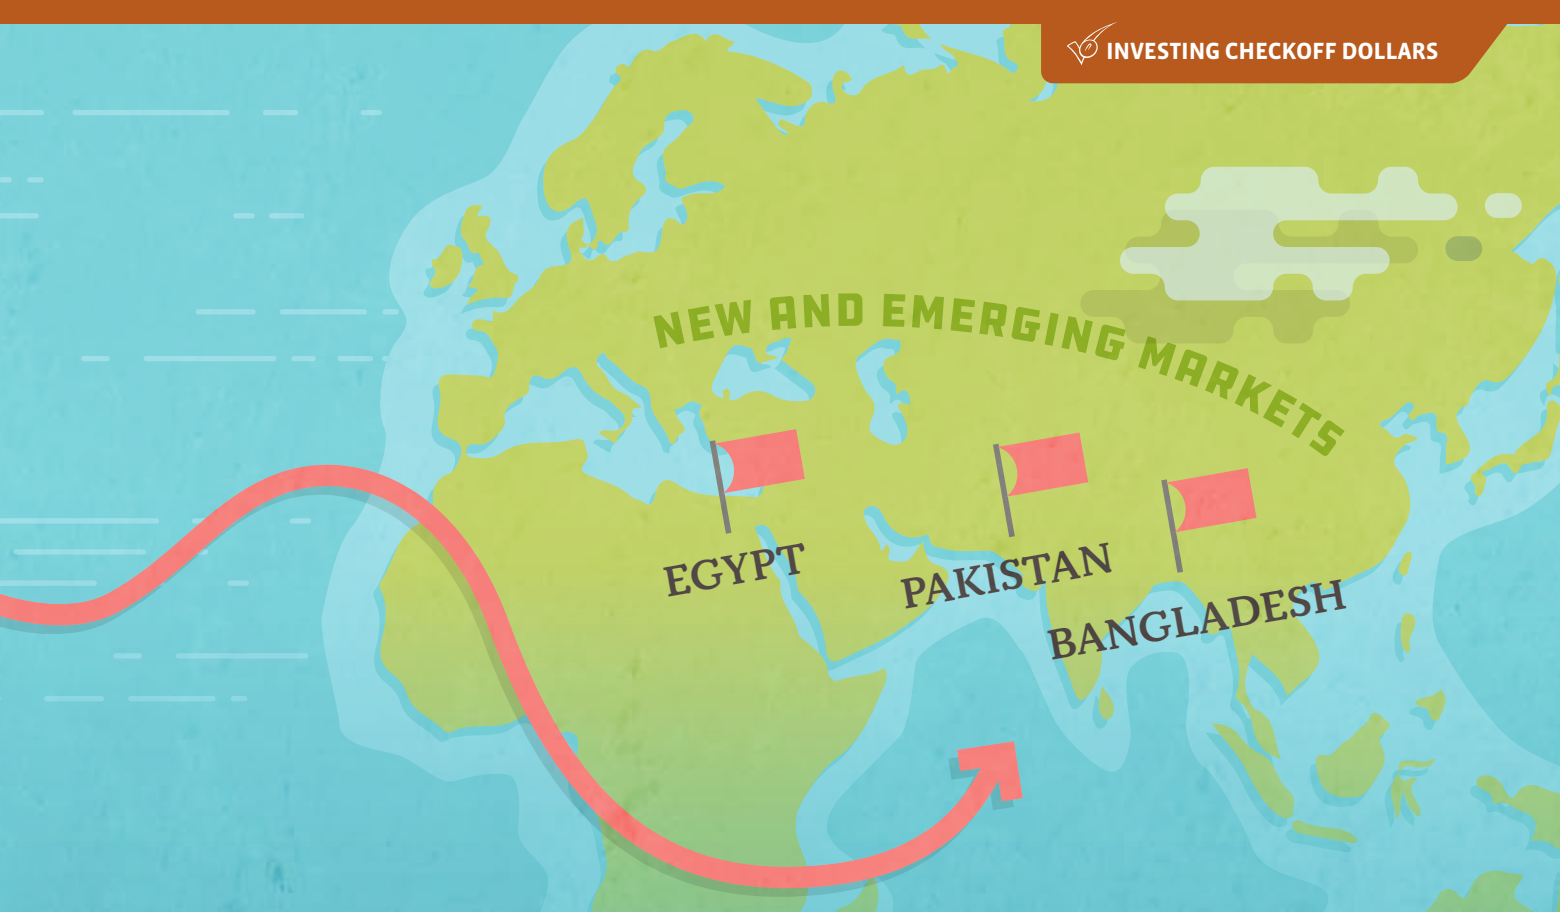 INVESTING CHECKOFF DOLLARS
NEW AND EMERGING MARKETS
EGYPT
PAKISTAN
BANGLADESH